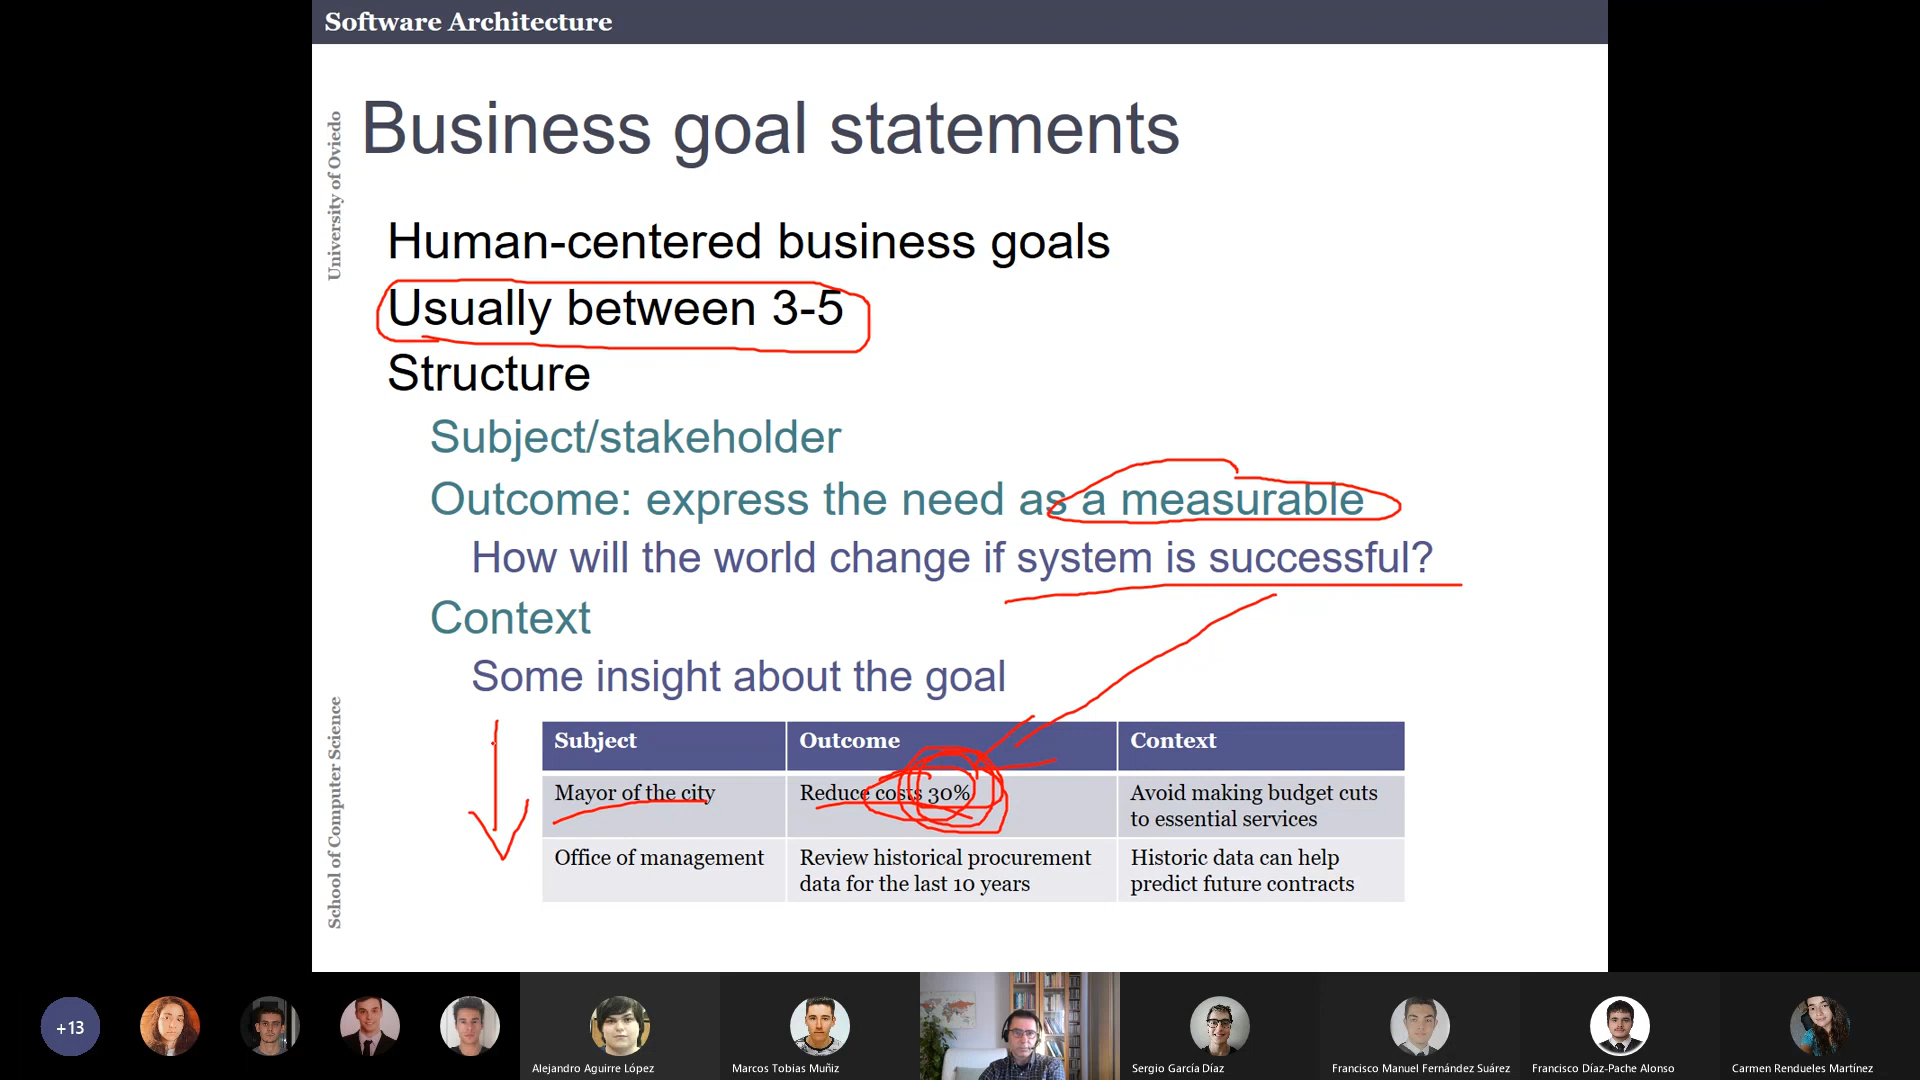 Software Architecture
University of Oviedo
Business goal statements
Human-centered business goals
Usually between 3-5
Structure
Subject/stakeholder
Outcome: express the need as a measurable
How will the world change if system is successful?
Context
Some insight about the goal
School of Computer Science
Subject Outcome Context
Mayor of the city Reduce costs 30% Avoid making budget cuts
to essential services
Office of management Review historical procurement Historic data can help
data for the last 10 years predict future contracts
+13
Alejandro Aguirre López
Marcos Tobias Muñiz
Sergio García Díaz
Francisco Manuel Fernández Suárez
Francisco Díaz-Pache Alonso
Carmen Rendueles Martínez